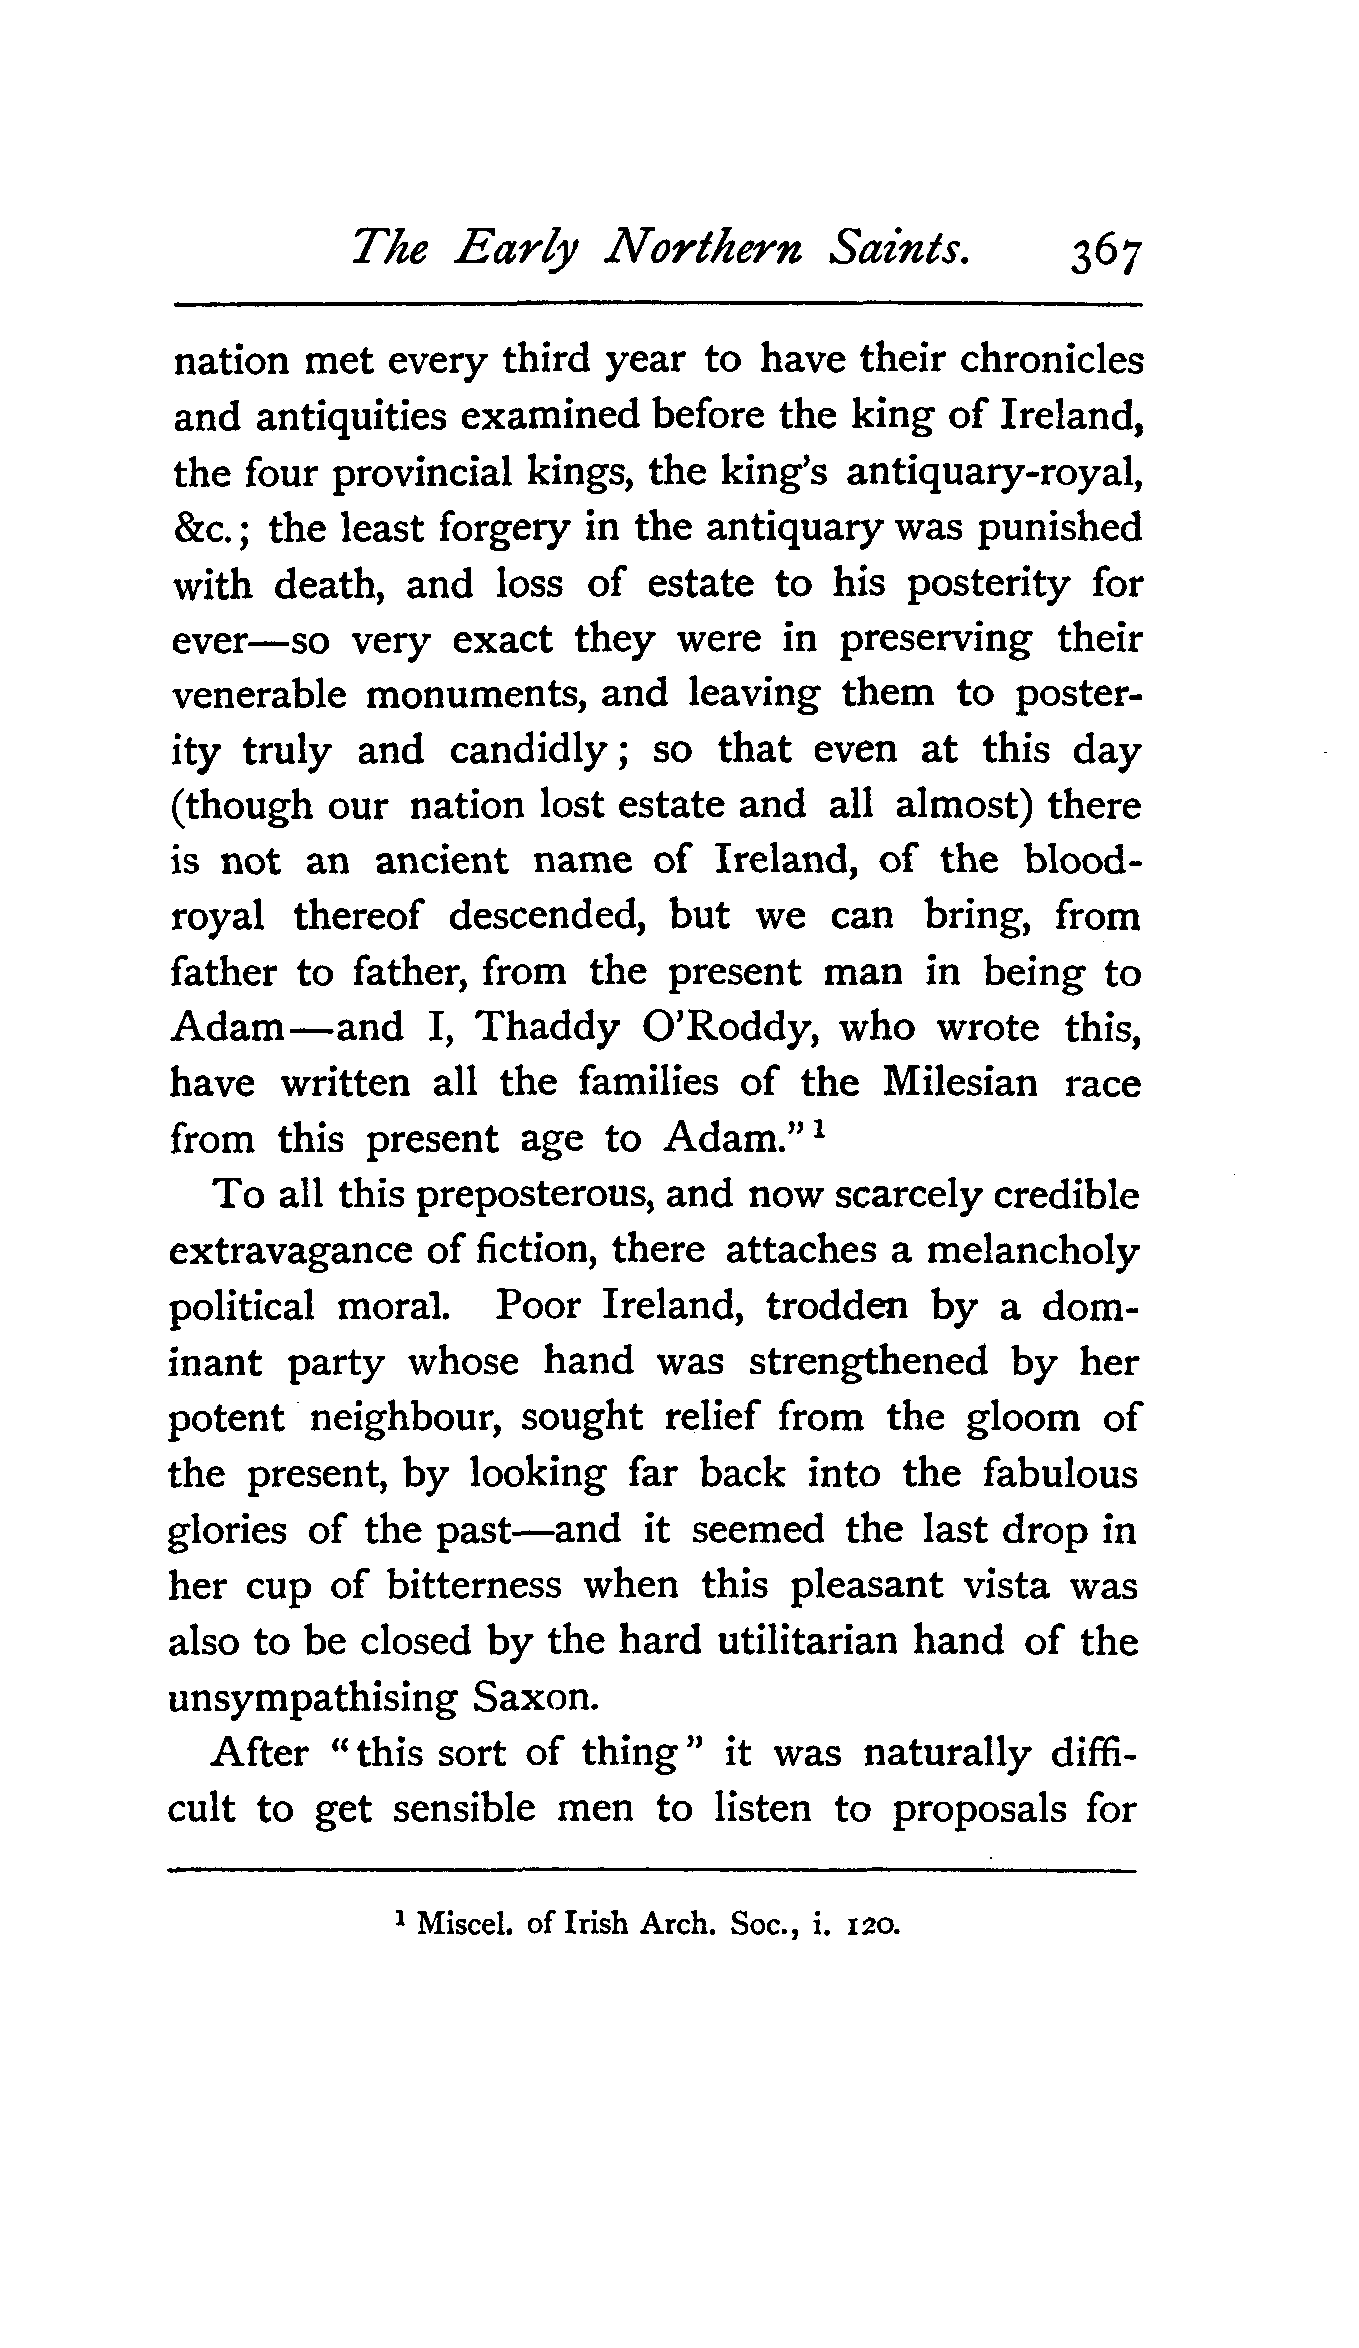 The Early Northern Saints. 367
nation met every third year to have their chronicles
and antiquities examined before the king of Ireland,
the four provincial kings, the king's antiquary-royal,
&c.; the least forgery in the antiquary was punished
with death, and loss of estate to his posterity for
ever—so very exact they were in preserving their
venerable monuments, and leaving them to poster-
ity truly and candidly; so that even at this day
(though our nation lost estate and all almost) there
is not an ancient name of Ireland, of the blood-
royal thereof descended, but we can bring, from
father to father, from the present man in being to
Adam—and I, Thaddy O'Roddy, who wrote this,
have written all the families of the Milesian race
from this present age to Adam." 1
To all this preposterous, and now scarcely credible
extravagance of fiction, there attaches a melancholy
political moral. Poor Ireland, trodden by a dom-
inant party whose hand was strengthened by her
potent neighbour, sought relief from the gloom of
the present, by looking far back into the fabulous
glories of the past—and it seemed the last drop in
her cup of bitterness when this pleasant vista was
also to be closed by the hard utilitarian hand of the
unsympathising Saxon.
After "this sort of thing" it was naturally diffi-
cult to get sensible men to listen to proposals for
1 Miscel. of Irish Arch. Soc., i. 120.